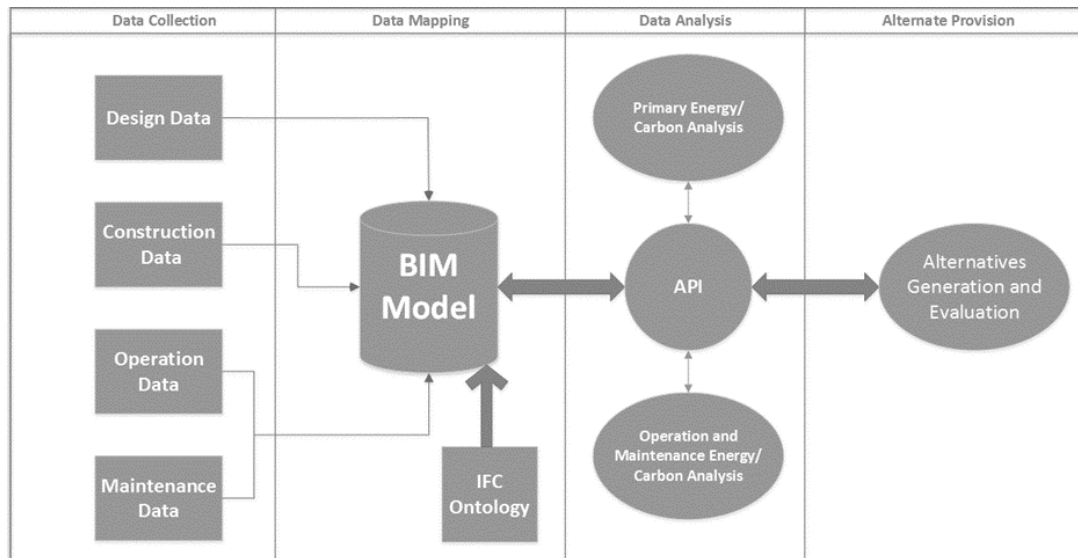 Data Collection
Data Mapping
Data Analysis
Alternate Provision
Design Data
Construction
Data
Operation
Data
Maintenance
Data
BIM
Model
IFC
Ontology
Primary Energy/
Carbon Analysis
API
Operation and
Maintenance Energy/
Carbon Analysis
Alternatives
Generation and
Evaluation